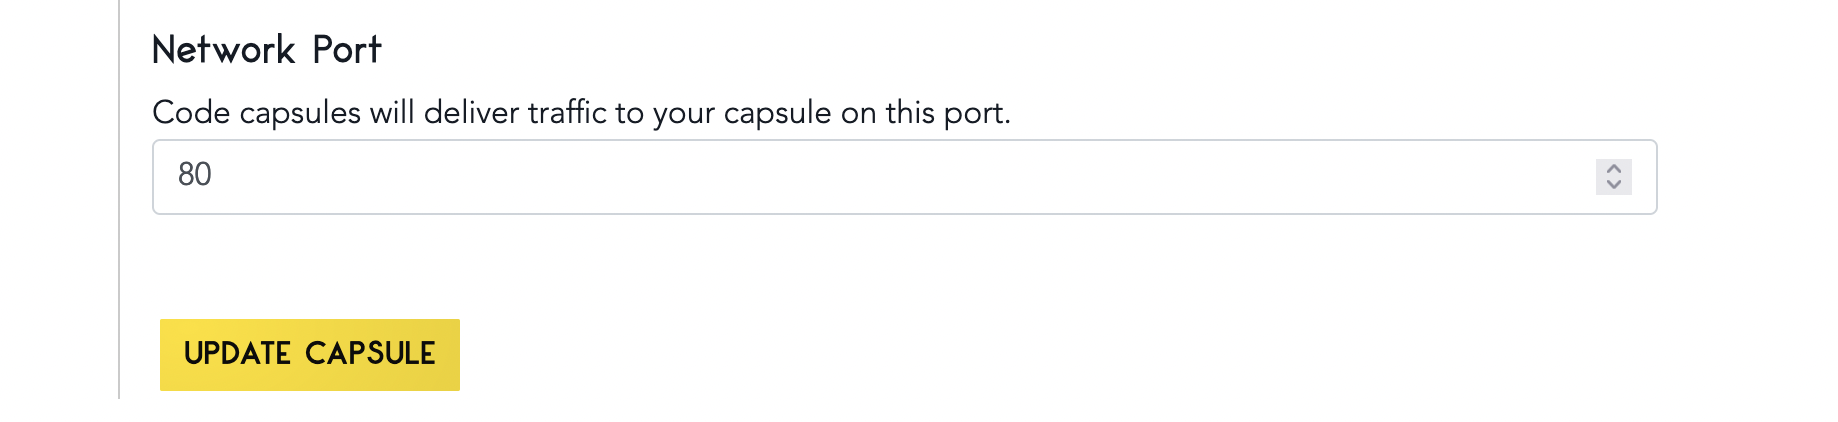 Network Port
Code capsules will deliver traffic to your capsule on this port.
80
UPDATE CAPSULE